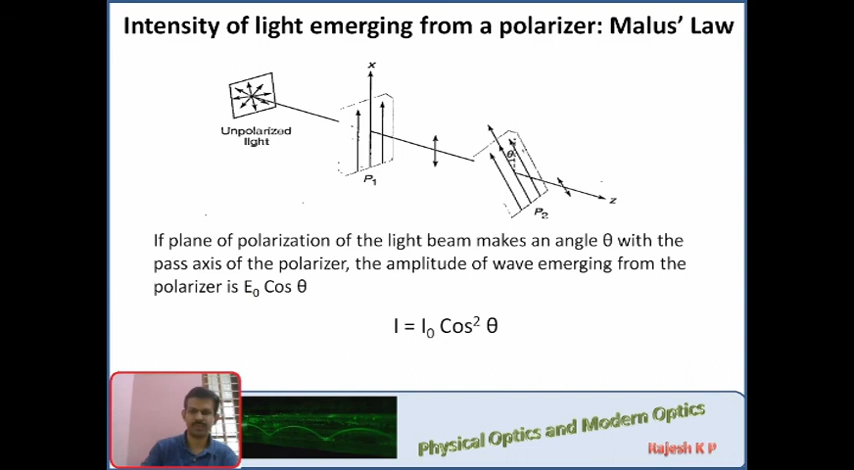 Intensity of light emerging from a polarizer: Malus' Law
x
Unpolarized
light
P₁
θ
P₂
z
If plane of polarization of the light beam makes an angle θ with the
pass axis of the polarizer, the amplitude of wave emerging from the
polarizer is E₀ Cos θ
I = I₀ Cos² θ
Physical Optics and Modern Optics
Rajesh K P